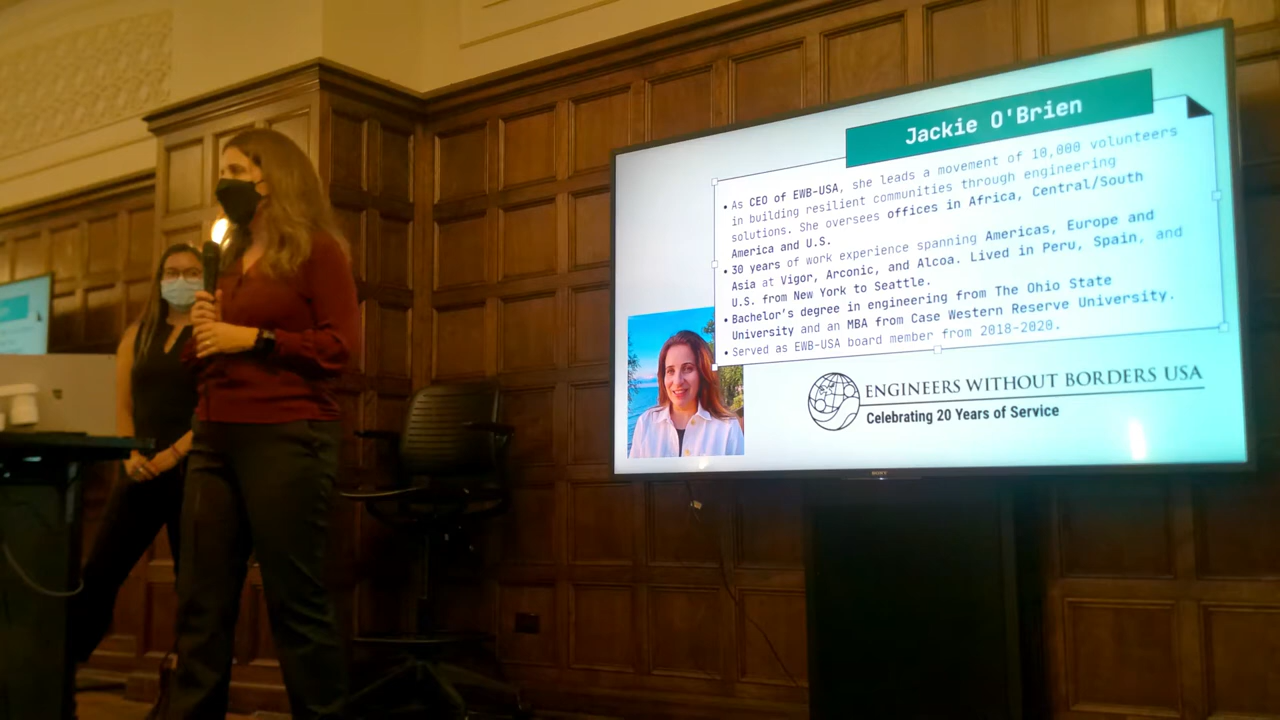 Jackie O'Brien
• As CEO of EWB-USA, she leads a movement of 10,000 volunteers
in building resilient communities through engineering
solutions. She oversees offices in Africa, Central/South
America and U.S.
• 30 years of work experience spanning Americas, Europe and
Asia at Vigor, Arconic, and Alcoa. Lived in Peru, Spain, and
U.S. from New York to Seattle.
• Bachelor's degree in engineering from The Ohio State
University and an MBA from Case Western Reserve University.
• Served as EWB-USA board member from 2018-2020.
ENGINEERS WITHOUT BORDERS USA
Celebrating 20 Years of Service
SONY